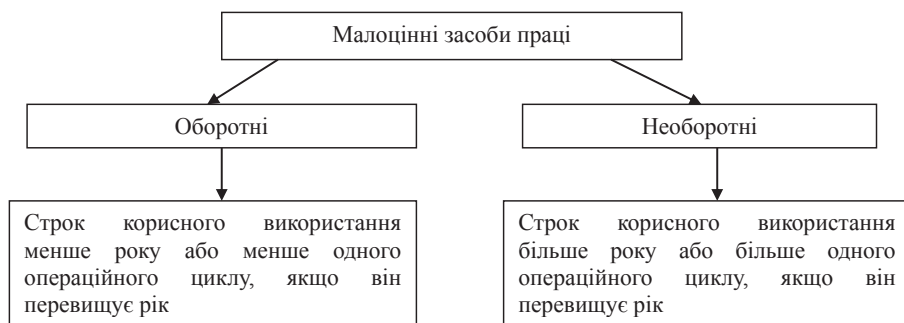 Малоцінні засоби праці
Оборотні
Необоротні
Строк корисного використання
менше року або менше одного
операційного циклу, якщо він
перевищує рік
Строк корисного використання
більше року або більше одного
операційного циклу, якщо він
перевищує рік